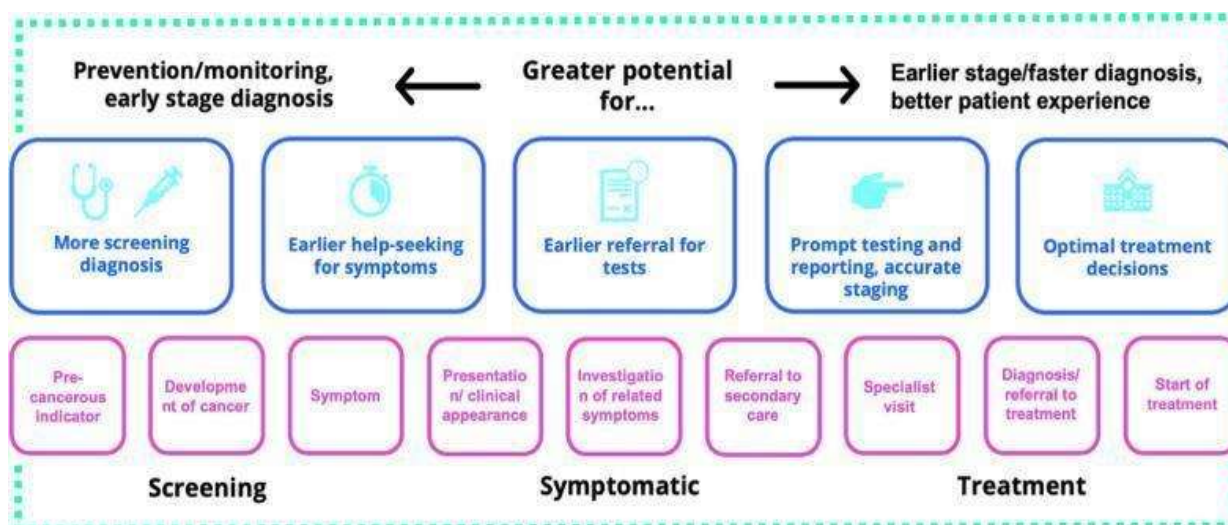 Prevention/monitoring,
early stage diagnosis
Greater potential
for...
Earlier stage/faster diagnosis,
better patient experience
More screening
diagnosis
Earlier help-seeking
for symptoms
Earlier referral for
tests
Prompt testing and
reporting, accurate
staging
Optimal treatment
decisions
Pre-
cancerous
indicator
Developme
nt of cancer
Symptom
Presentatio
n/ clinical
appearance
Investigatio
n of related
symptoms
Referral to
secondary
care
Specialist
visit
Diagnosis/
referral to
treatment
Start of
treatment
Screening
Symptomatic
Treatment